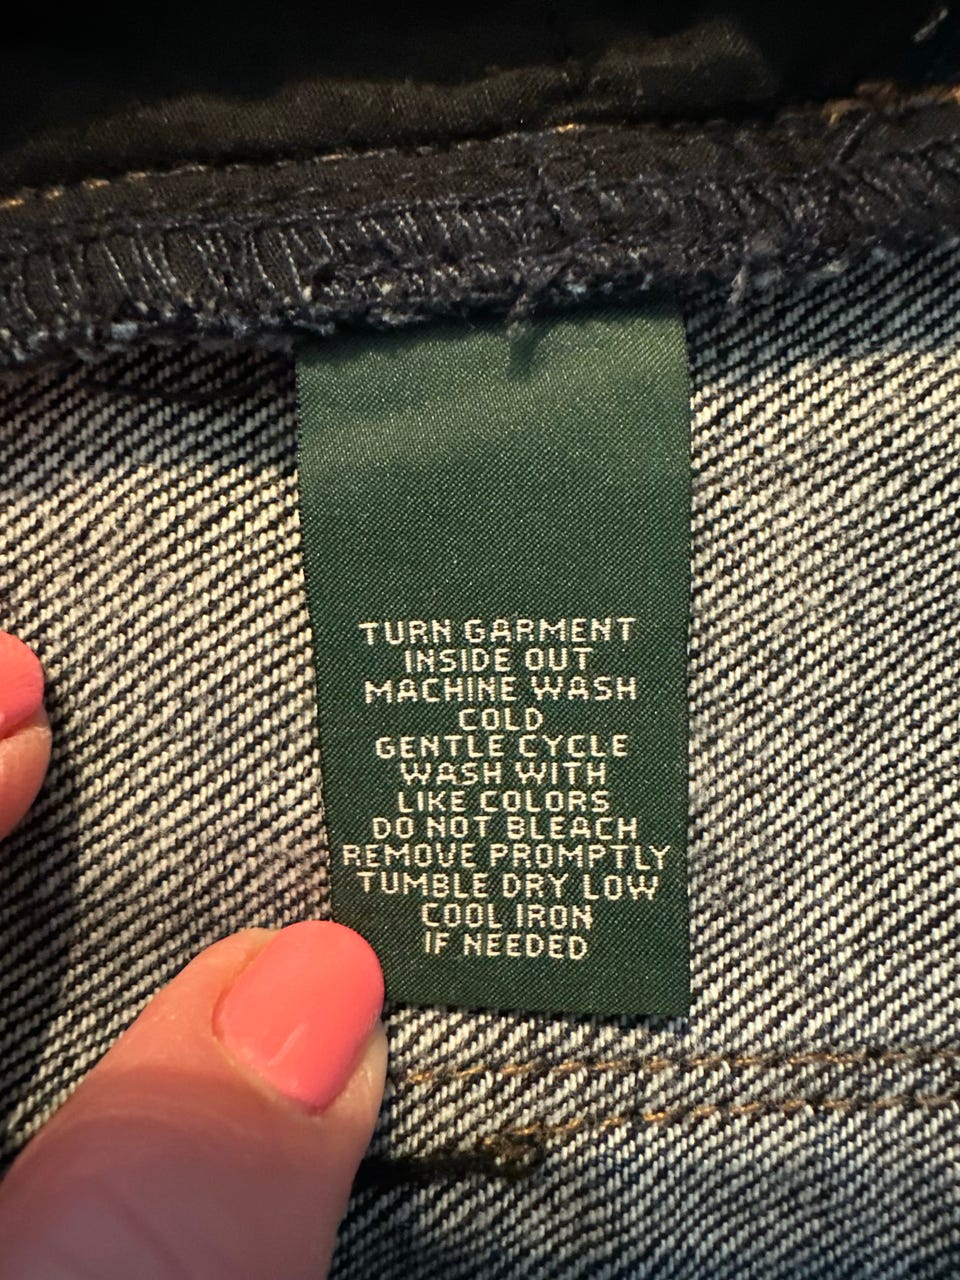 TURN GARMENT
INSIDE OUT
MACHINE WASH
COLD
GENTLE CYCLE
WASH WITH
LIKE COLORS
DO NOT BLEACH
REMOVE PROMPTLY
TUMBLE DRY LOW
COOL IRON
IF NEEDED